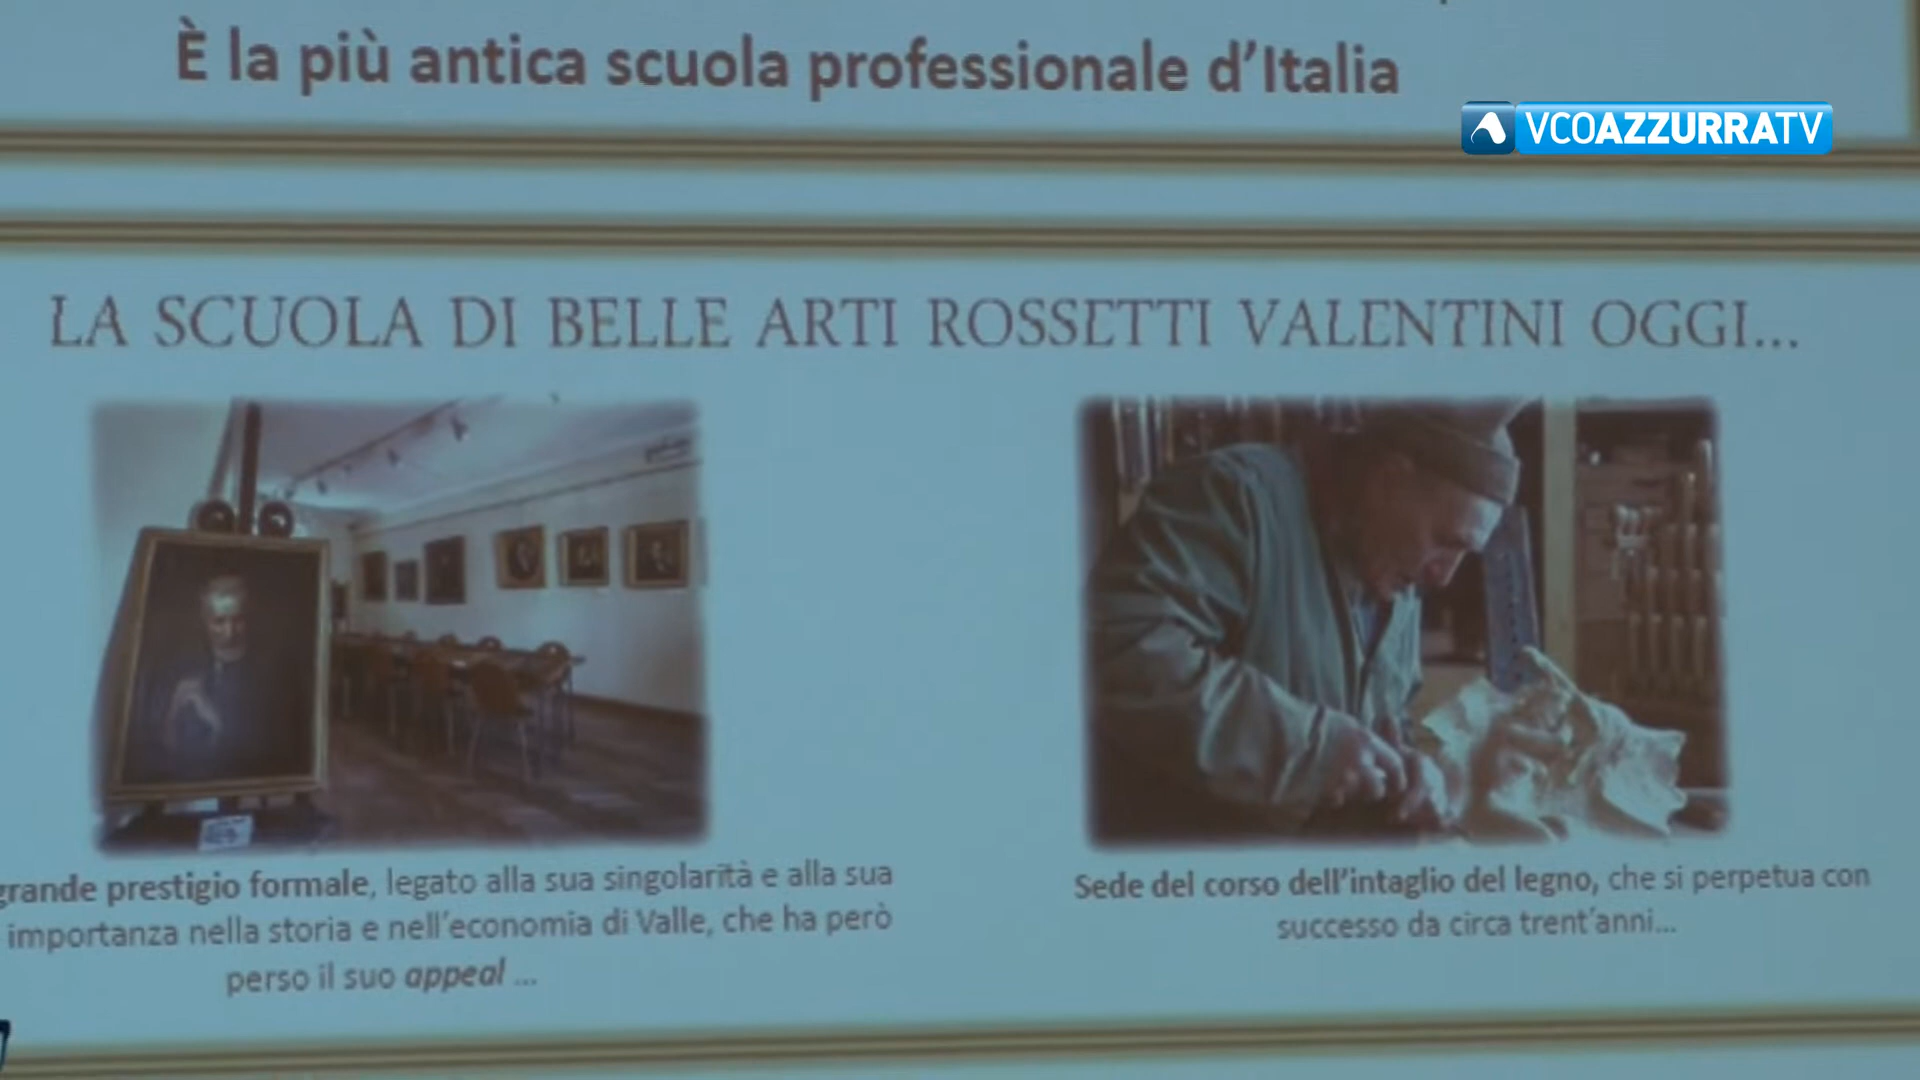 È la più antica scuola professionale d'Italia
VCOAZZURRATV
LA SCUOLA DI BELLE ARTI ROSSETTI VALENTINI OGGI...
grande prestigio formale, legato alla sua singolarità e alla sua
importanza nella storia e nell'economia di Valle, che ha però
perso il suo appeal ...
Sede del corso dell'intaglio del legno, che si perpetua con
successo da circa trent'anni...